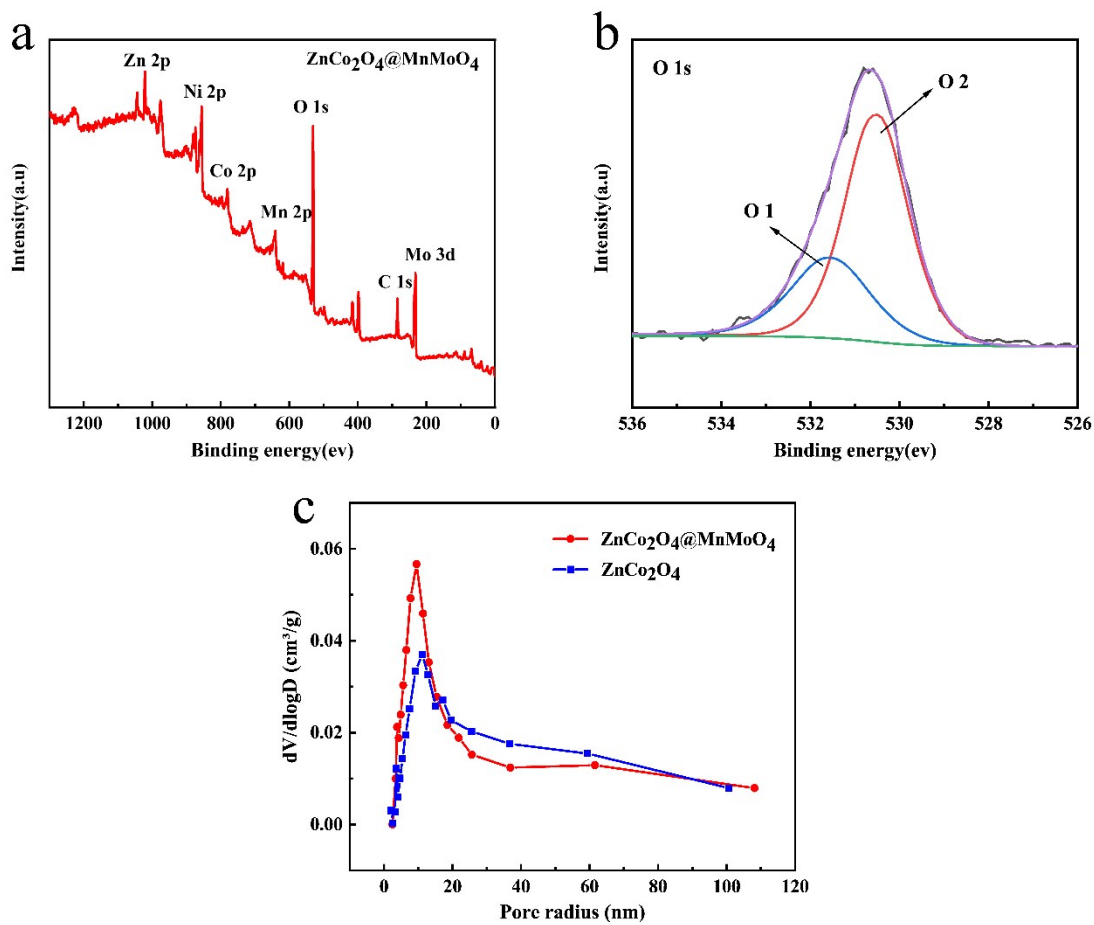 a
ZnCo₂O₄@MnMoO₄
Zn 2p
Ni 2p
Co 2p
Mn 2p
O 1s
C 1s
Mo 3d
Intensity(a.u)
1200 1000 800 600 400 200 0
Binding energy(ev)
b
O 1s
O 2
O 1
Intensity(a.u)
536 534 532 530 528 526
Binding energy(ev)
c
ZnCo₂O₄@MnMoO₄
ZnCo₂O₄
dV/dlogD (cm³/g)
0.06
0.04
0.02
0.00
0 20 40 60 80 100 120
Pore radius (nm)